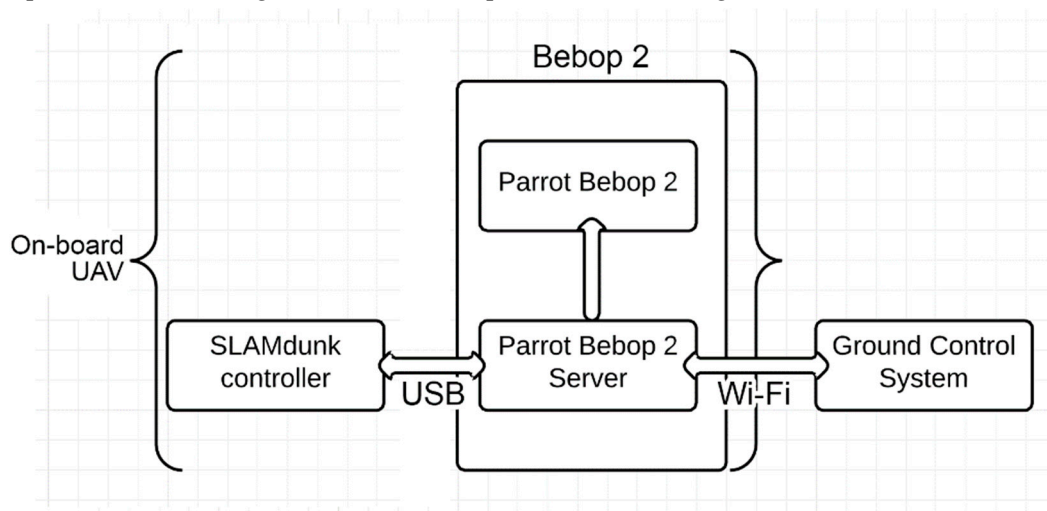 Bebop 2
Parrot Bebop 2
On-board
UAV
SLAMdunk
controller
USB
Parrot Bebop 2
Server
Wi-Fi
Ground Control
System